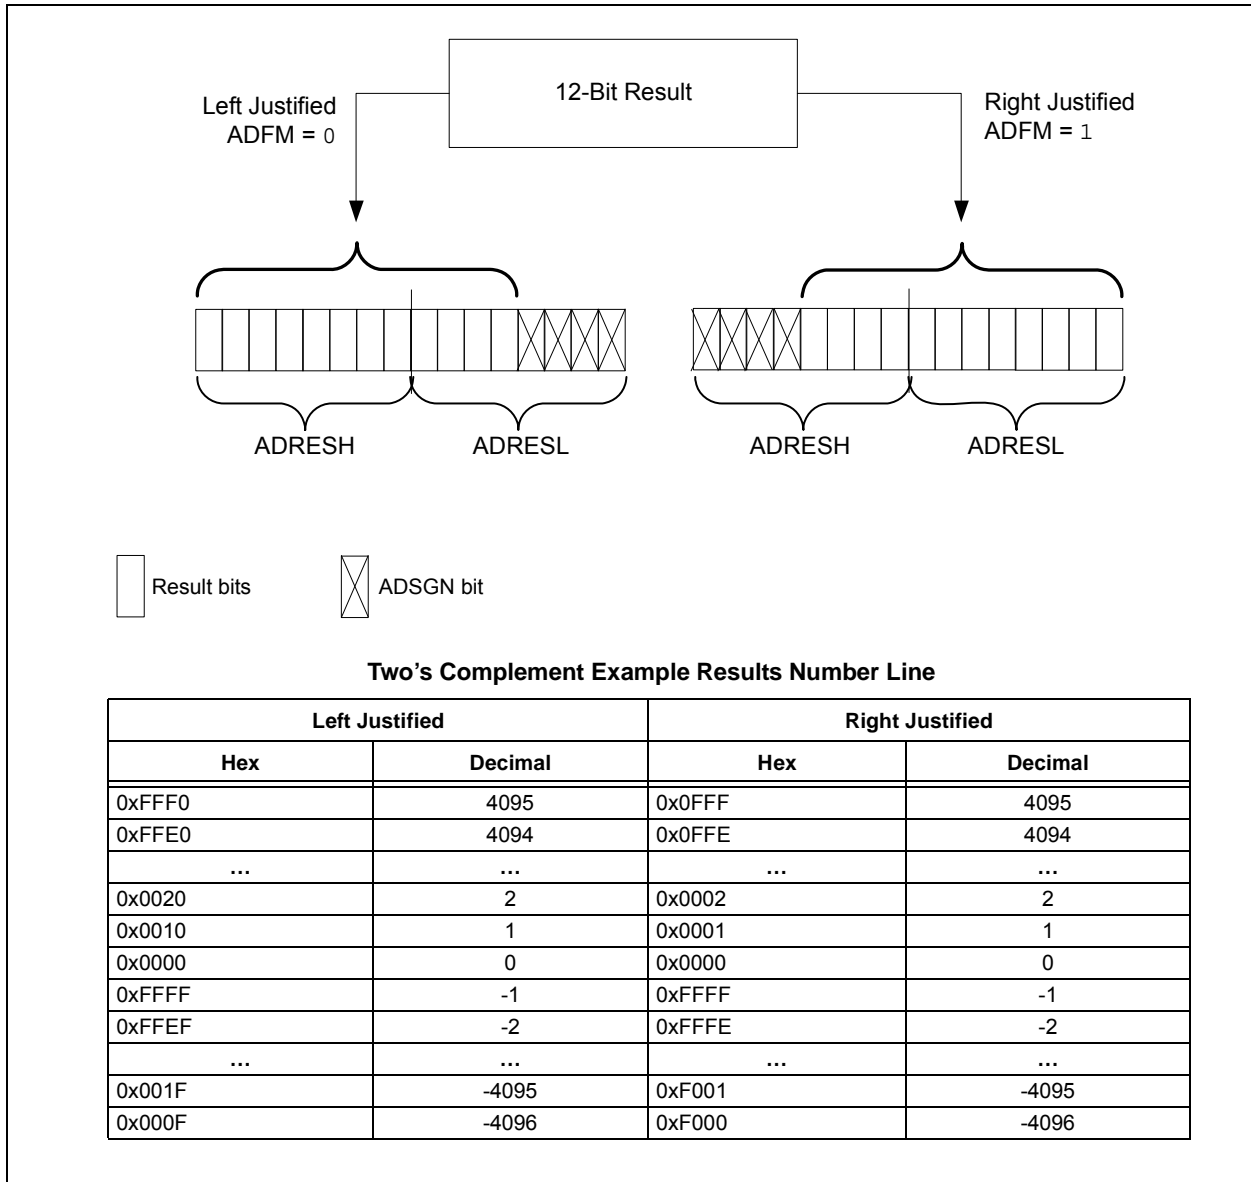 12-Bit Result
Left Justified
ADFM = 0
Right Justified
ADFM = 1
ADRESH
ADRESL
ADRESH
ADRESL
Result bits
ADSGN bit
Two's Complement Example Results Number Line
Left Justified Right Justified
Hex Decimal Hex Decimal
0xFFF0 4095 0x0FFF 4095
0xFFE0 4094 0x0FFE 4094
… … … …
0x0020 2 0x0002 2
0x0010 1 0x0001 1
0x0000 0 0x0000 0
0xFFFF -1 0xFFFF -1
0xFFEF -2 0xFFFE -2
… … … …
0x001F -4095 0xF001 -4095
0x000F -4096 0xF000 -4096